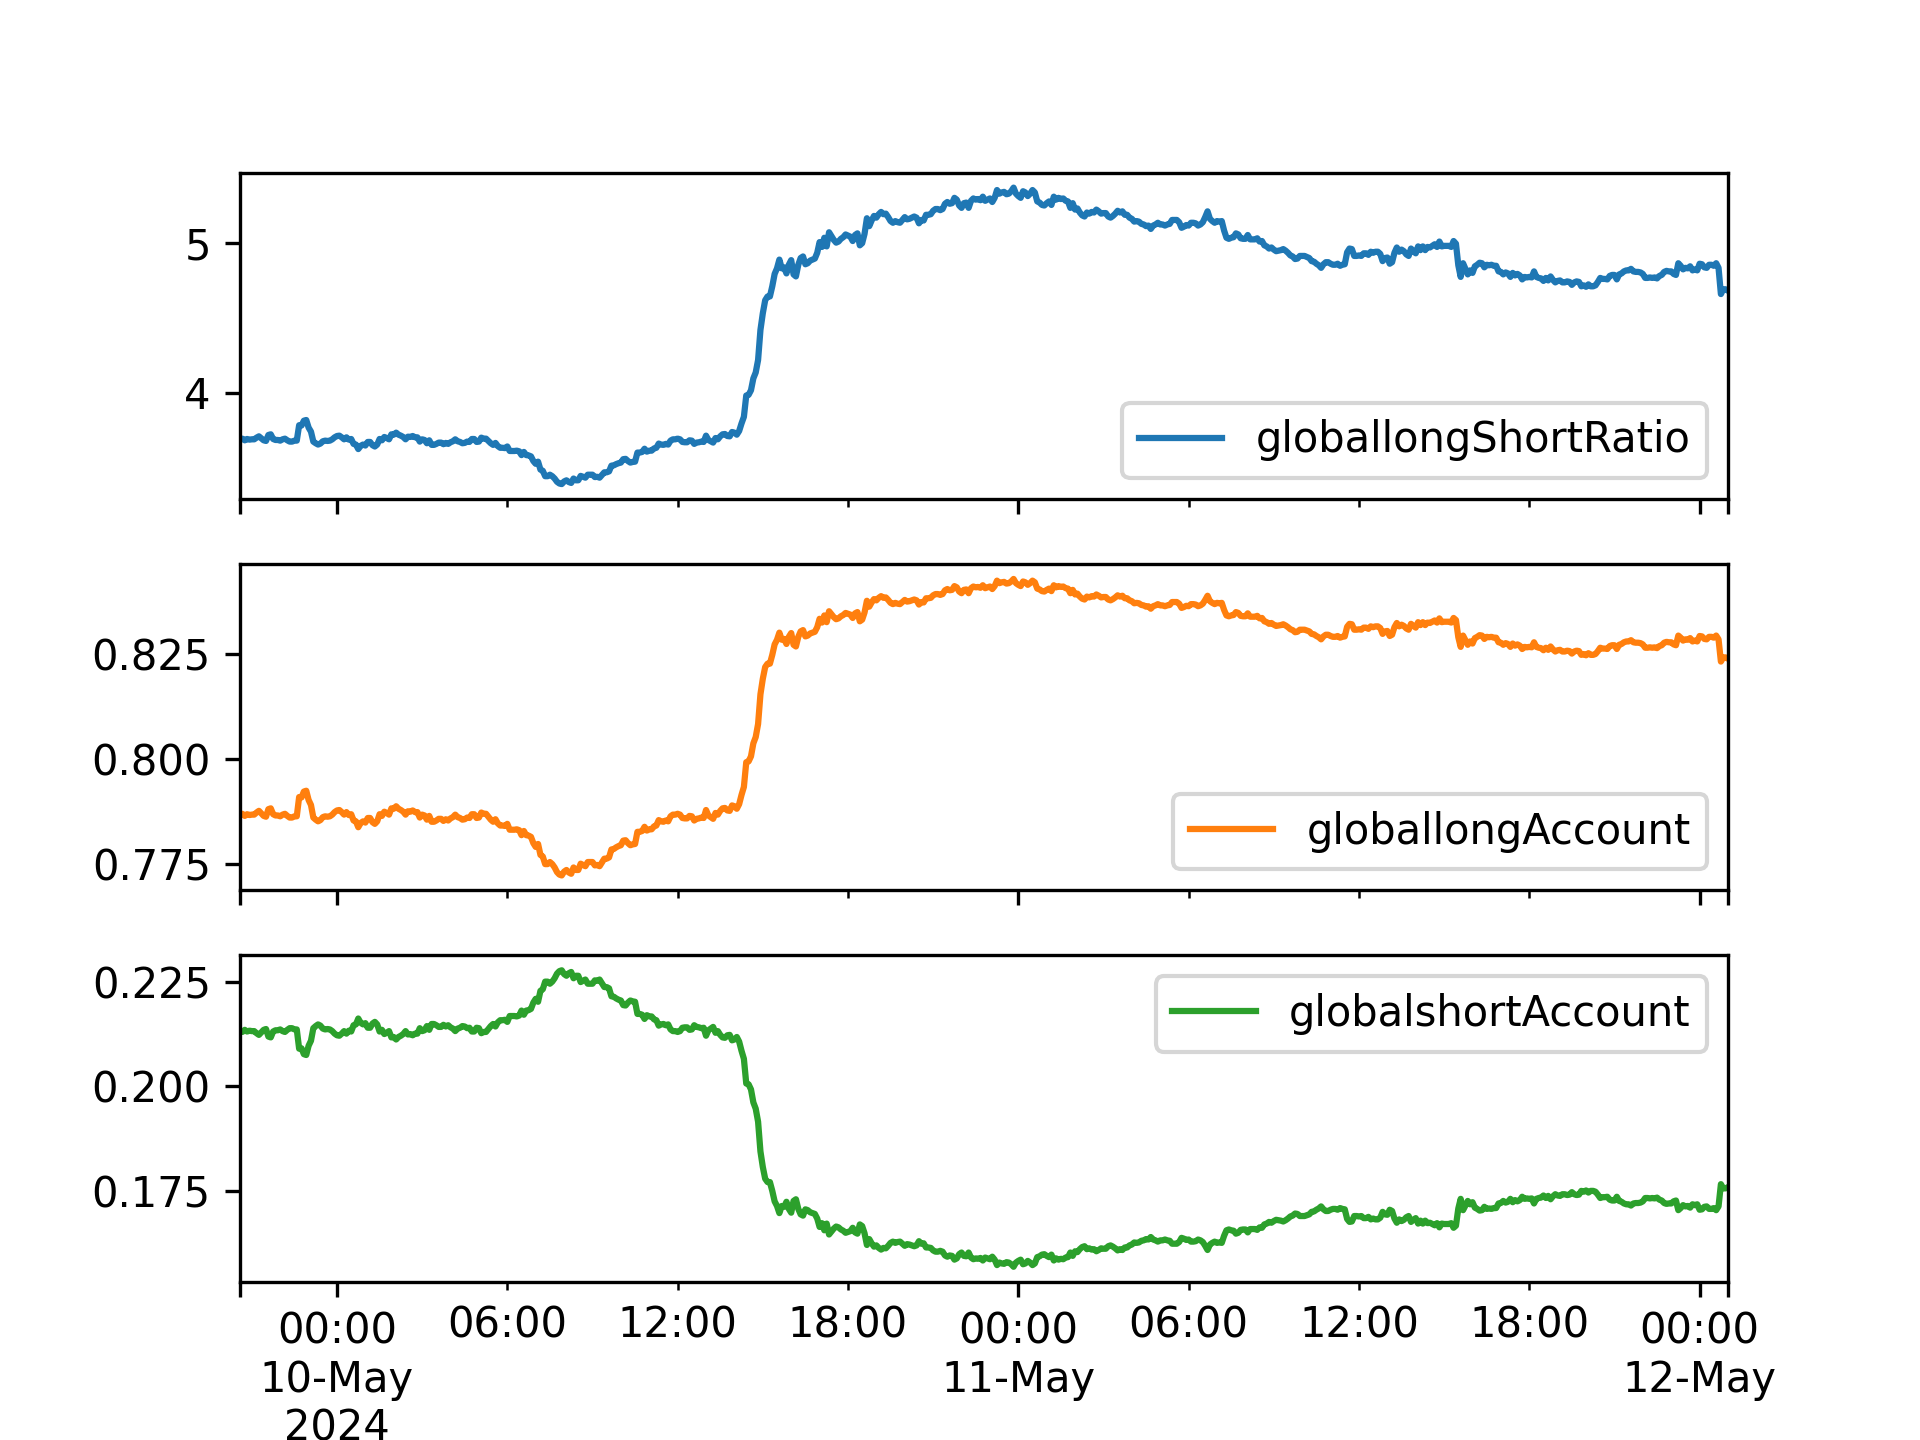 5
4
globallongShortRatio
0.825
0.800
0.775
globallongAccount
0.225
0.200
0.175
globalshortAccount
00:00 06:00 12:00 18:00 00:00 06:00 12:00 18:00 00:00
10-May 11-May 12-May
2024